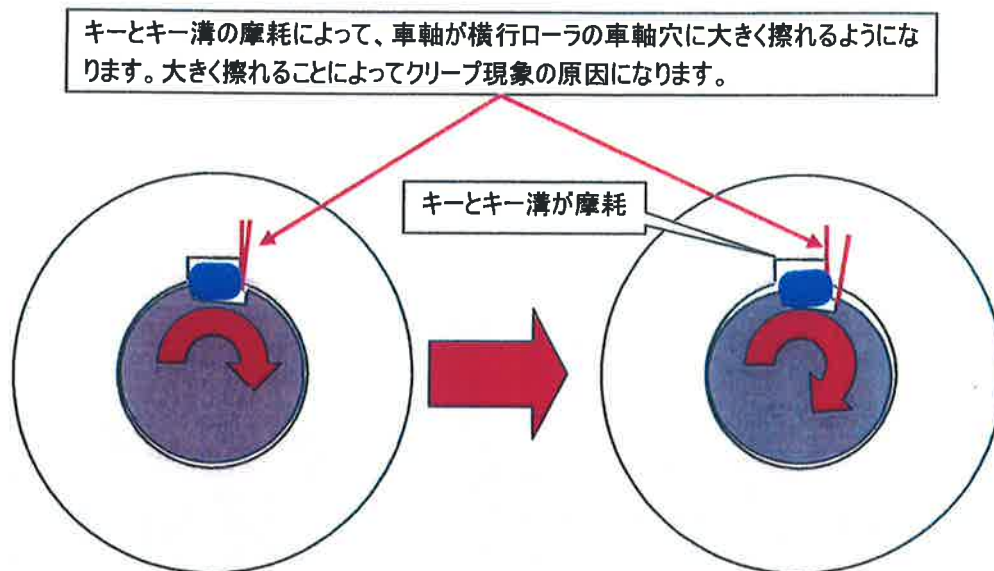 キーとキー溝の摩耗によって、車軸が横行ローラの車軸穴に大きく擦れるようにな
ります。大きく擦れることによってクリープ現象の原因になります。
キーとキー溝が摩耗